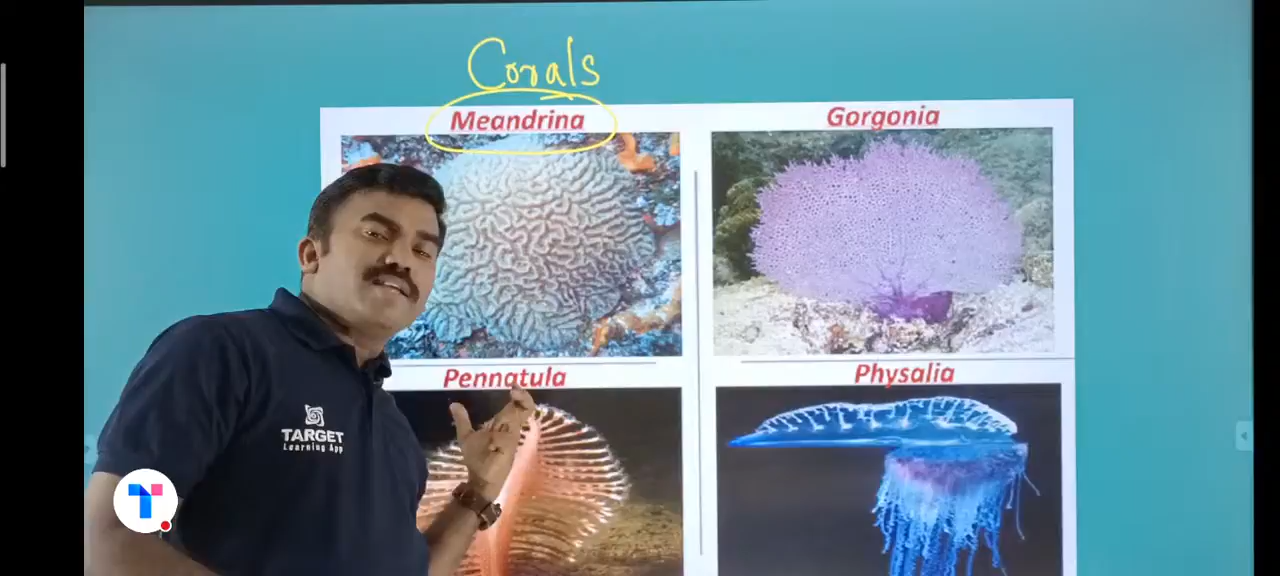 Corals
Meandrina
Gorgonia
Pennatula
Physalia
TARGET
Learning App